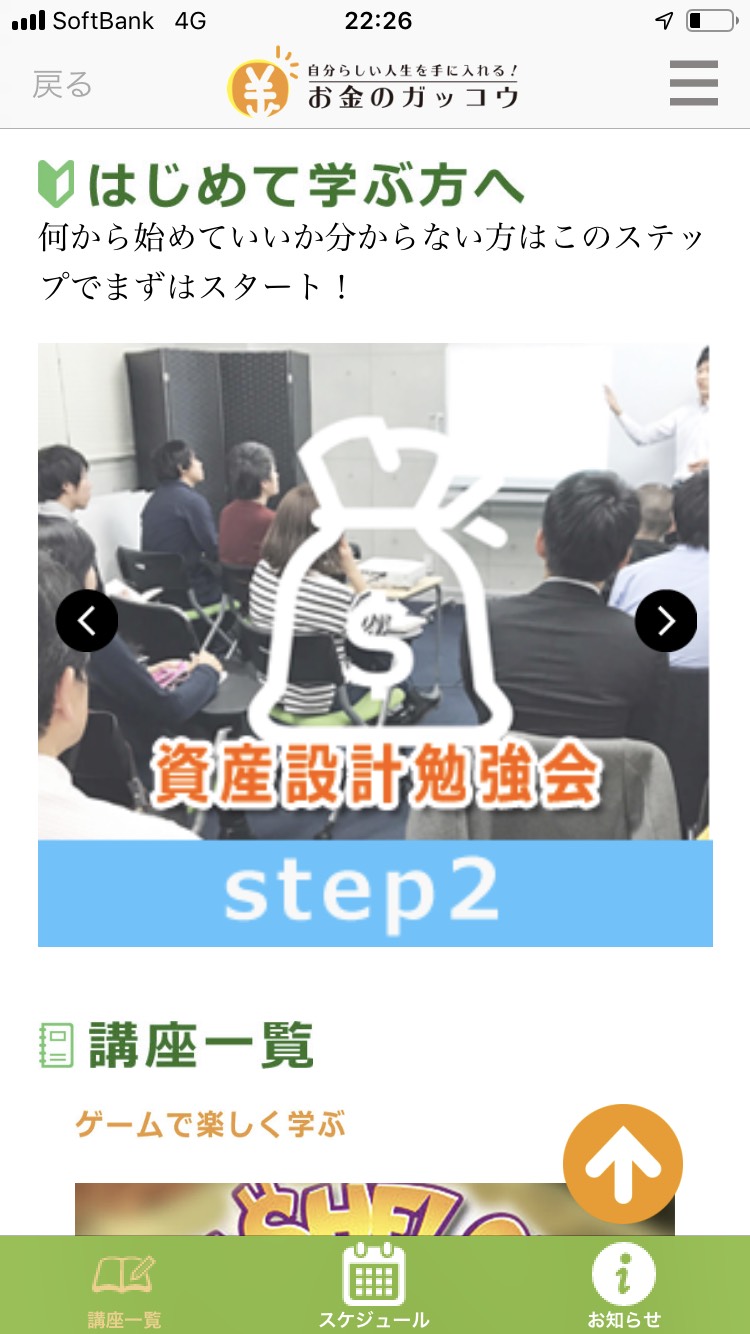 SoftBank 4G 22:26
戻る
自分らしい人生を手に入れる！
お金のガッコウ
はじめて学ぶ方へ
何から始めていいか分からない方はこのステッ
プでまずはスタート！
資産設計勉強会
step2
講座一覧
ゲームで楽しく学ぶ
講座一覧
スケジュール
お知らせ